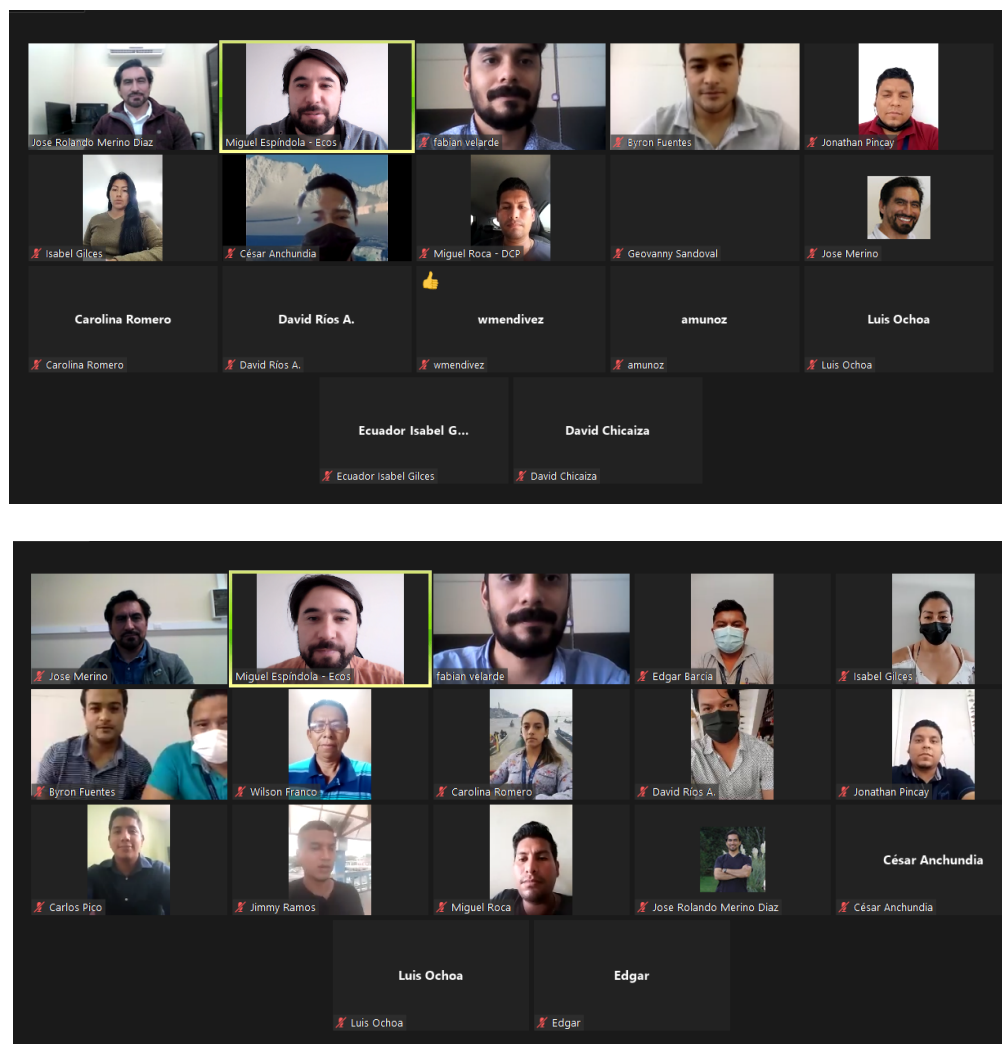 Jose Rolando Merino Diaz
Miguel Espíndola - Ecos
fabian velarde
Byron Fuentes
Jonathan Pincay
Isabel Gilces
César Anchundia
Miguel Roca - DCP
Geovanny Sandoval
Jose Merino
Carolina Romero
David Ríos A.
wmendivez
amunoz
Luis Ochoa
Carolina Romero
David Ríos A.
wmendivez
amunoz
Luis Ochoa
Ecuador Isabel G...
David Chicaiza
Ecuador Isabel Gilces
David Chicaiza
Jose Merino
Miguel Espíndola - Ecos
fabian velarde
Edgar Barcia
Isabel Gilces
Byron Fuentes
Wilson Franco
Carolina Romero
David Ríos A.
Jonathan Pincay
César Anchundia
Carlos Pico
Jimmy Ramos
Miguel Roca
Jose Rolando Merino Diaz
César Anchundia
Luis Ochoa
Edgar
Luis Ochoa
Edgar